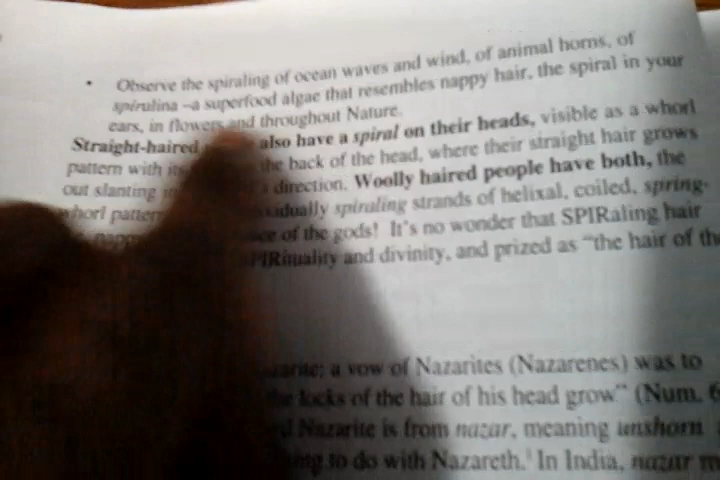 • Observe the spiraling of ocean waves and wind, of animal horns, of
spirulina –a superfood algae that resembles nappy hair, the spiral in your
ears, in flowers and throughout Nature.
Straight-haired also have a spiral on their heads, visible as a whorl
pattern with the back of the head, where their straight hair grows
out slanting direction. Woolly haired people have both, the
whorl pattern spiraling strands of helixal, coiled, spring-
of the gods! It's no wonder that SPIRaling hair
SPIRituality and divinity, and prized as "the hair of the
a vow of Nazarites (Nazarenes) was to
the locks of the hair of his head grow" (Num. 6
Nazarite is from nazar, meaning unshorn
to do with Nazareth.¹ In India, nazar